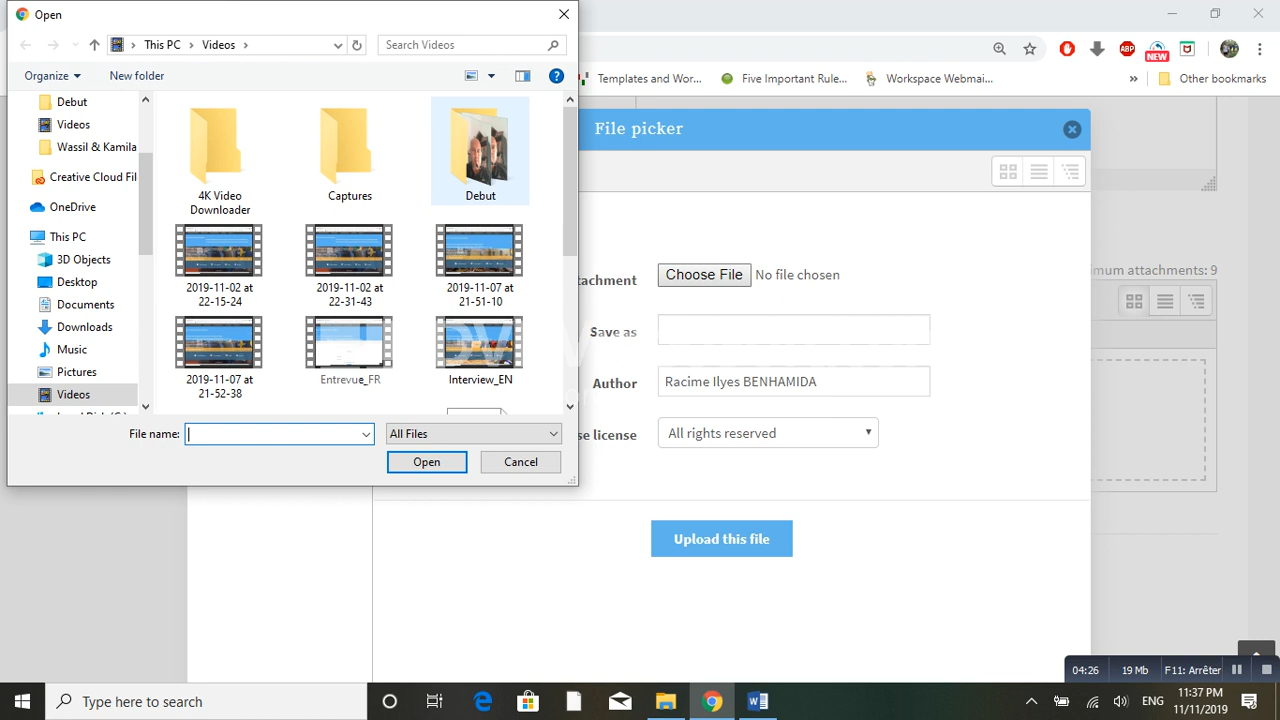 Open
This PC > Videos >
Search Videos
Organize
New folder
Debut
Videos
Wassil & Kamila
Creative Cloud Fil
OneDrive
This PC
3D Objects
Desktop
Documents
Downloads
Music
Pictures
Videos
4K Video
Downloader
Captures
Debut
2019-11-02 at
22-15-24
2019-11-02 at
22-31-43
2019-11-07 at
21-51-10
2019-11-07 at
21-52-38
Entrevue_FR
Interview_EN
File name:
All Files
Open
Cancel
ABP
NEW
Templates and Wor...
Five Important Rule...
Workspace Webmai...
»
Other bookmarks
File picker
tachment
Choose File No file chosen
Save as
Author
Racime Ilyes BENHAMIDA
se license
All rights reserved
Upload this file
mum attachments: 9
04:26
19 Mb
F11: Arrêter
Type here to search
ENG
11:37 PM
11/11/2019